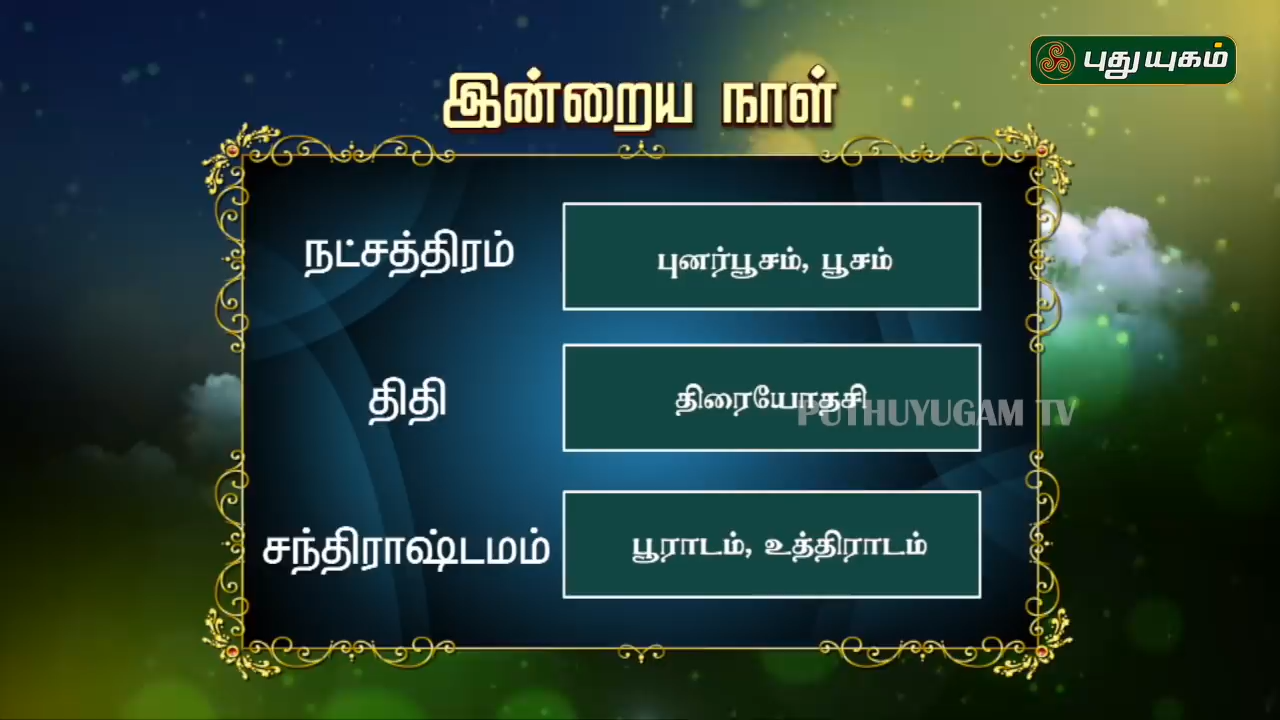 புதுயுகம்
இன்றைய நாள்
நட்சத்திரம் புனர்பூசம், பூசம்
திதி திரையோதசி
PUTHUYUGAM TV
சந்திராஷ்டமம் பூராடம், உத்திராடம்